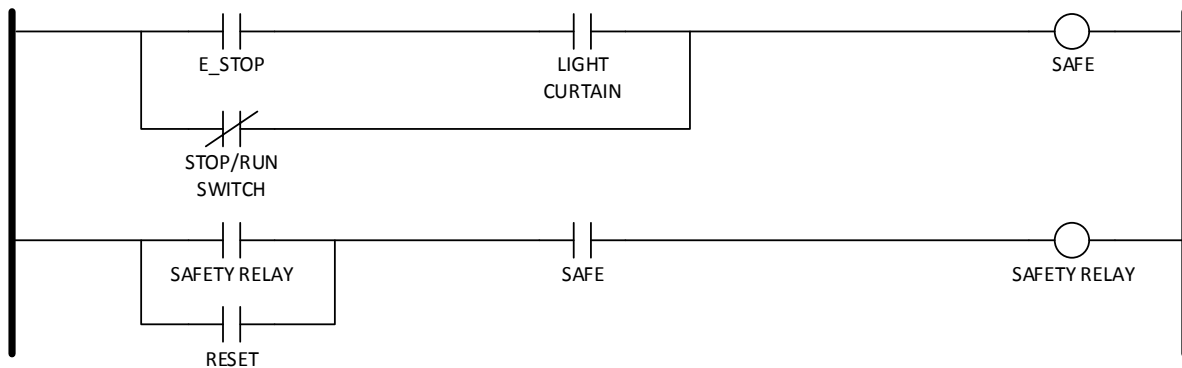 E_STOP
LIGHT
CURTAIN
SAFE
STOP/RUN
SWITCH
SAFETY RELAY
SAFE
SAFETY RELAY
RESET